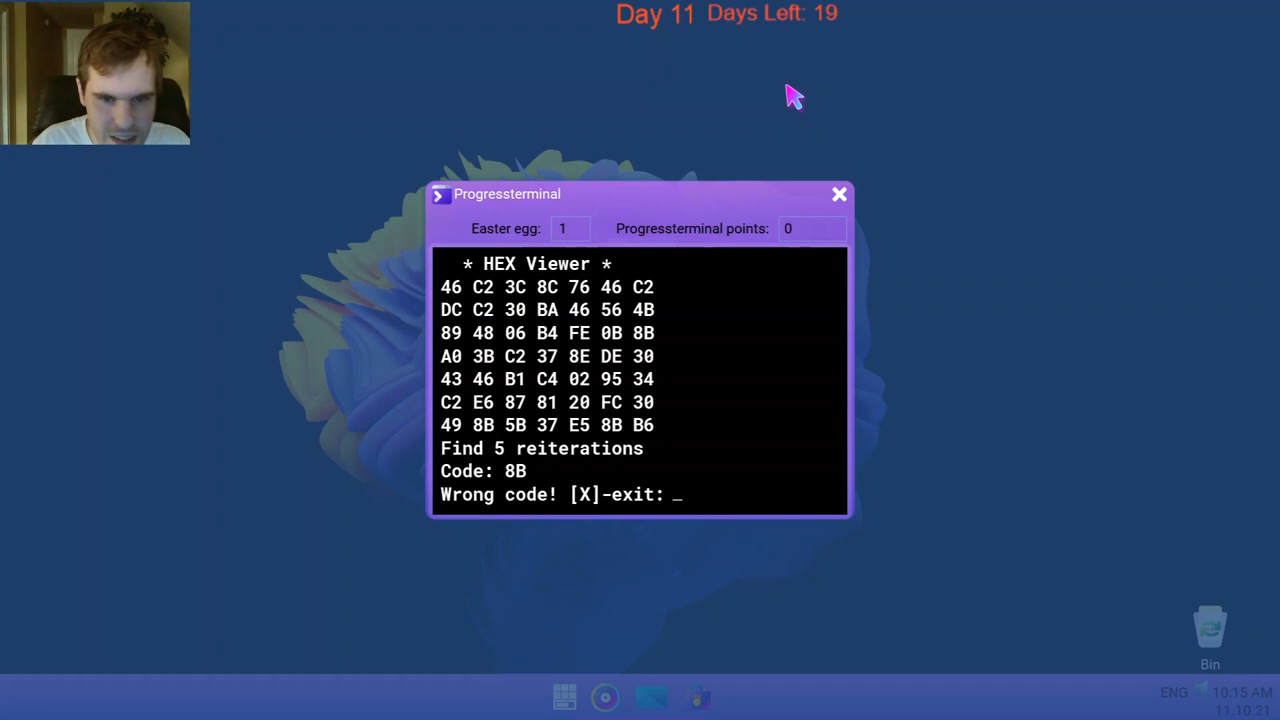 Day 11 Days Left: 19
Progressterminal
Easter egg: 1 Progressterminal points: 0
* HEX Viewer *
46 C2 3C 8C 76 46 C2
DC C2 30 BA 46 56 4B
89 48 06 B4 FE 0B 8B
A0 3B C2 37 8E DE 30
43 46 B1 C4 02 95 34
C2 E6 87 81 20 FC 30
49 8B 5B 37 E5 8B B6
Find 5 reiterations
Code: 8B
Wrong code! [X]-exit: _
Bin
ENG 10:15 AM
11.10.21